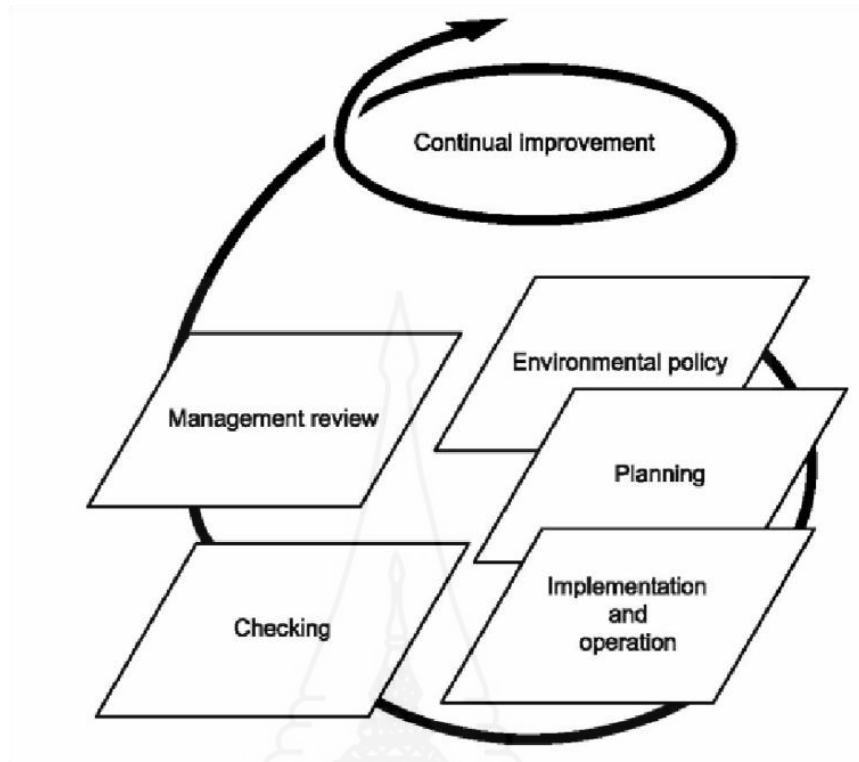 Continual improvement
Environmental policy
Management review
Planning
Implementation
and
operation
Checking